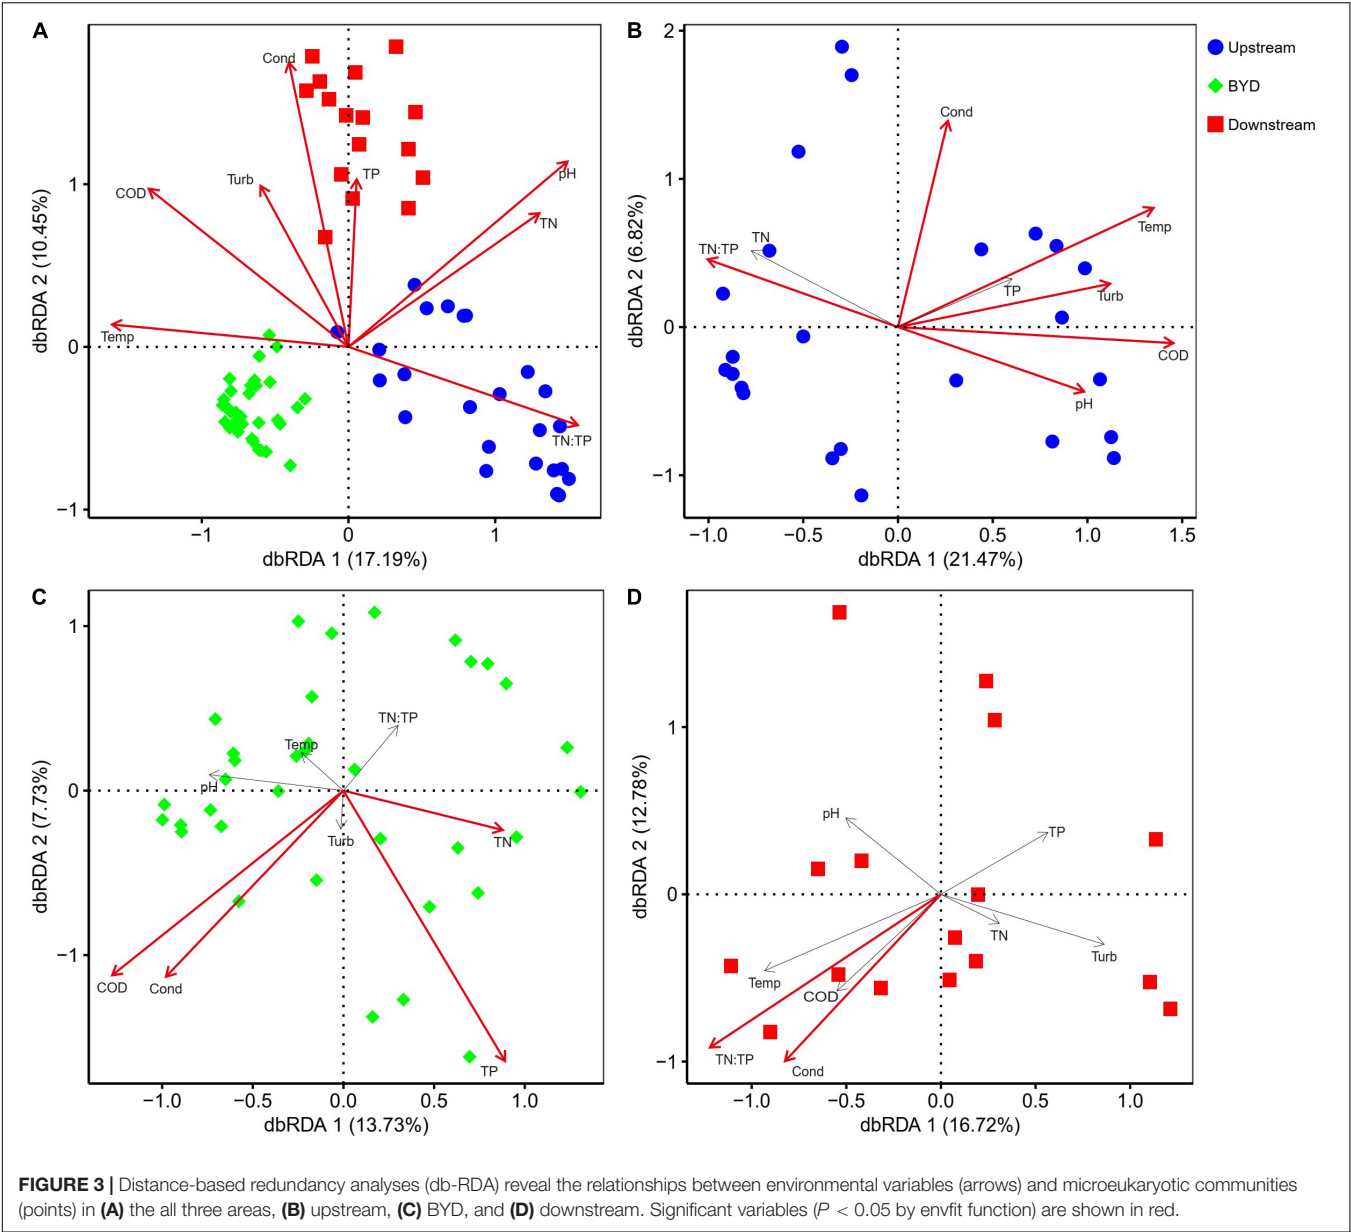 A
Cond
TP
pH
Turb
COD
TN
Temp
TN:TP
1
0
−1
−1
0
1
dbRDA 2 (10.45%)
dbRDA 1 (17.19%)
B
Cond
Temp
TN
TN:TP
TP
Turb
COD
pH
2
1
0
−1
−1.0
−0.5
0
0.5
1.0
1.5
dbRDA 2 (6.82%)
dbRDA 1 (21.47%)
Upstream
BYD
Downstream
C
TN:TP
Temp
pH
Turb
TN
COD
Cond
TP
1
0
−1
−1.0
−0.5
0.0
0.5
1.0
dbRDA 2 (7.73%)
dbRDA 1 (13.73%)
D
pH
TP
TN
Turb
Temp
COD
TN:TP
Cond
1
0
−1
−1.0
−0.5
0.0
0.5
1.0
dbRDA 2 (12.78%)
dbRDA 1 (16.72%)
FIGURE 3 | Distance-based redundancy analyses (db-RDA) reveal the relationships between environmental variables (arrows) and microeukaryotic communities
(points) in (A) the all three areas, (B) upstream, (C) BYD, and (D) downstream. Significant variables (P < 0.05 by envfit function) are shown in red.